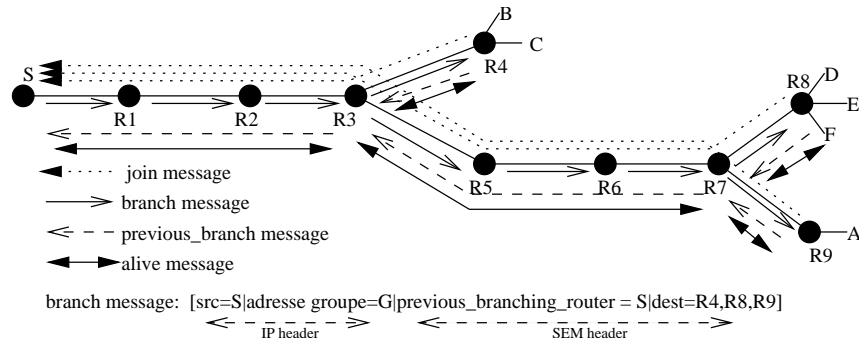 B
C
S
R4
R8
D
E
R1
R2
R3
F
R5
R6
R7
join message
branch message
A
previous_branch message
R9
alive message
branch message: [src=S|adresse groupe=G|previous_branching_router = S|dest=R4,R8,R9]
IP header
SEM header